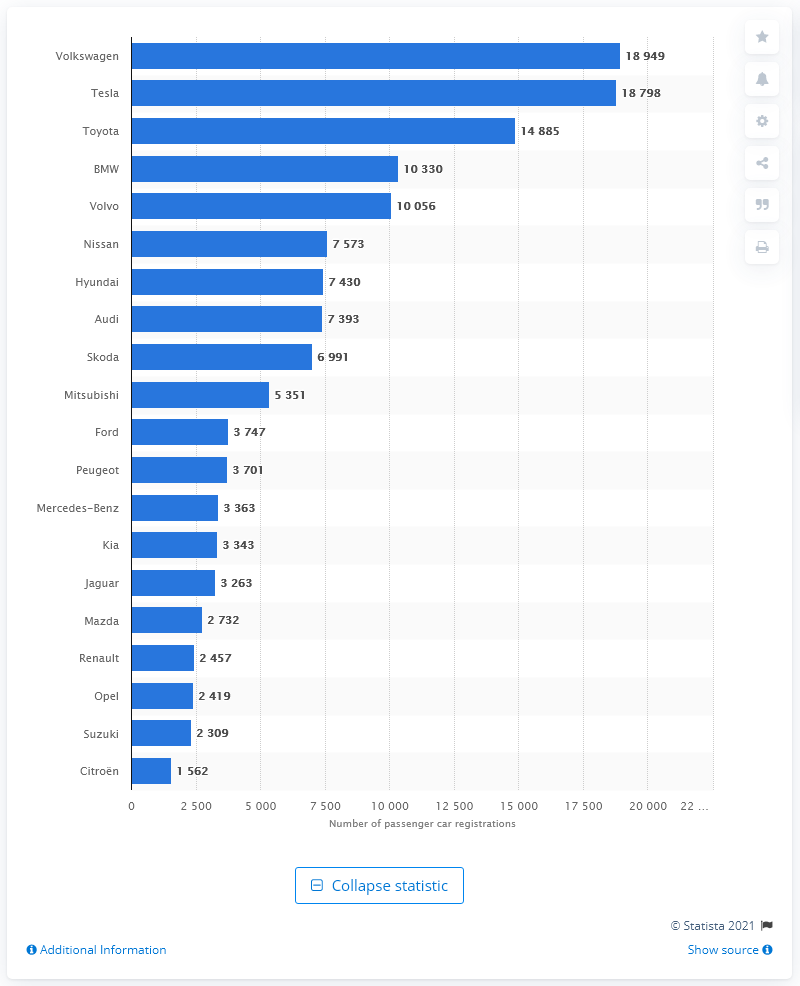 Volkswagen 18 949
Tesla 18 798
Toyota 14 885
BMW 10 330
Volvo 10 056
Nissan 7 573
Hyundai 7 430
Audi 7 393
Skoda 6 991
Mitsubishi 5 351
Ford 3 747
Peugeot 3 701
Mercedes-Benz 3 363
Kia 3 343
Jaguar 3 263
Mazda 2 732
Renault 2 457
Opel 2 419
Suzuki 2 309
Citroën 1 562
0 2 500 5 000 7 500 10 000 12 500 15 000 17 500 20 000 22 ...
Number of passenger car registrations
Collapse statistic
© Statista 2021
Additional Information Show source